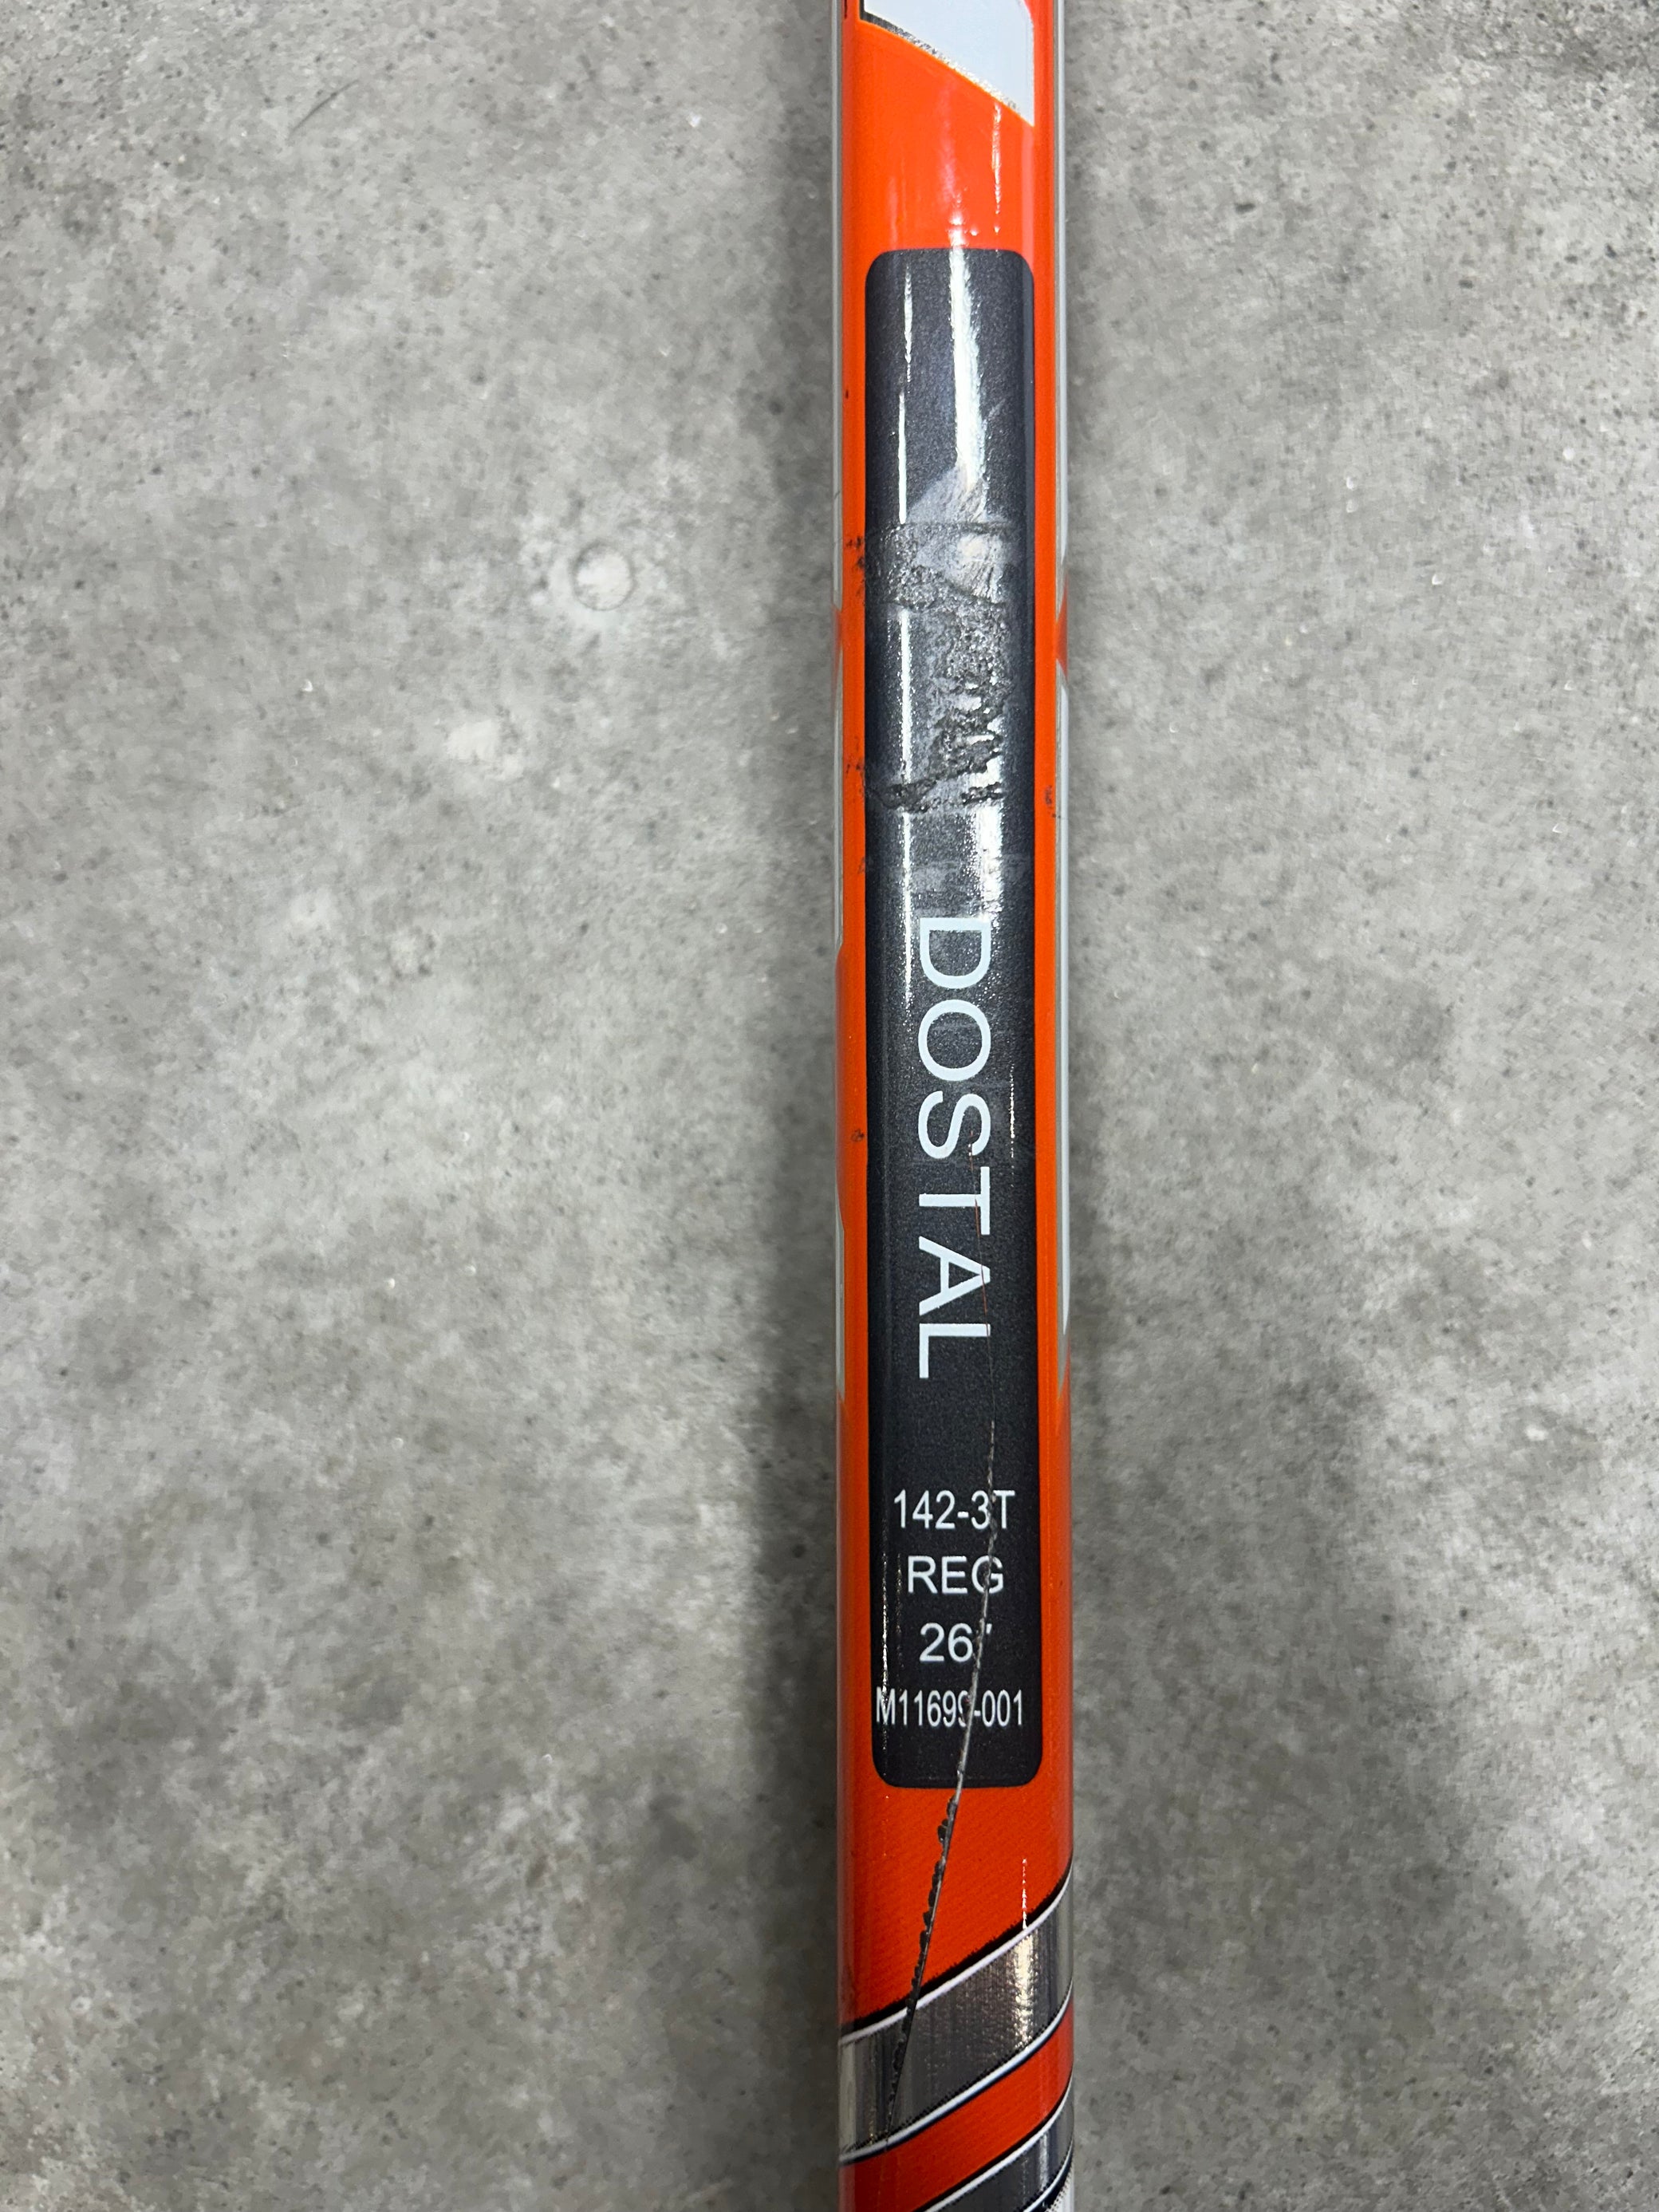 DOSTAL
142-3T
REG
26"
M11699-001